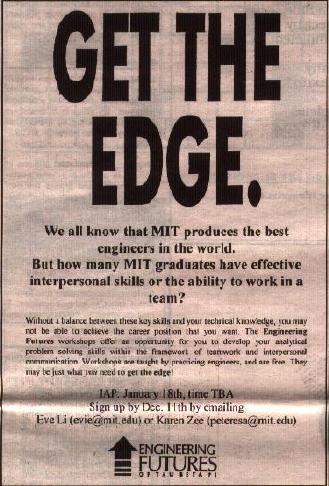 GET THE
EDGE.
We all know that MIT produces the best
engineers in the world.
But how many MIT graduates have effective
interpersonal skills or the ability to work in a
team?
Without a balance between these key skills and your technical knowledge, you may
not be able to achieve the career position that you want. The Engineering
Futures workshops offer an opportunity for you to develop your analytical
problem solving skills within the framework of teamwork and interpersonal
communication. Workshops are taught by practicing engineers, and are free. They
may be just what you need to get the edge!
IAP: January 18th, time TBA
Sign up by Dec. 11th by emailing
Eve Li (evie@mit.edu) or Karen Zee (peteresa@mit.edu)
ENGINEERING
FUTURES
OF TAU BETA PI